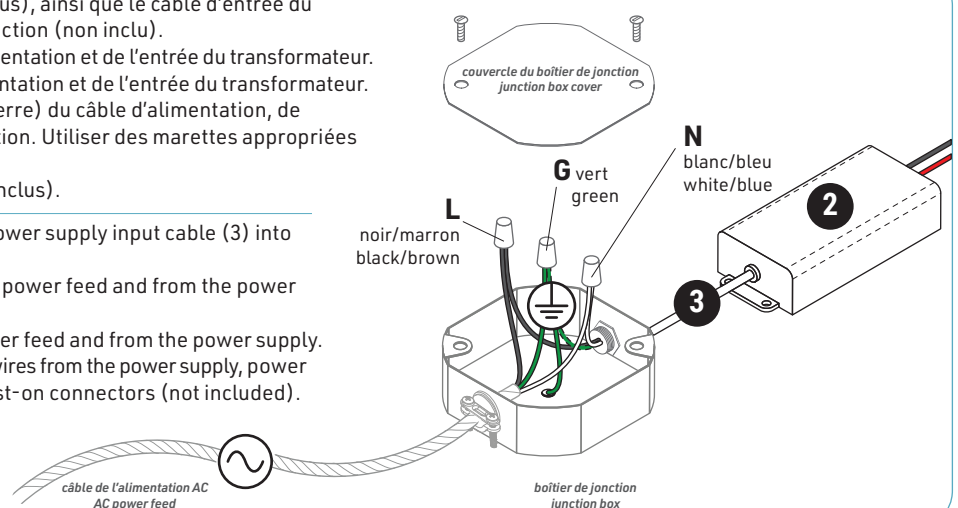 us), ainsi que le câble d'entrée du
nction (non inclu).
entation et de l'entrée du transformateur.
entation et de l'entrée du transformateur.
erre) du câble d'alimentation, de
tion. Utiliser des marettes appropriées
nclus).
ower supply input cable (3) into
power feed and from the power
er feed and from the power supply.
wires from the power supply, power
st-on connectors (not included).
couvercle du boîtier de jonction
junction box cover
N
blanc/bleu
white/blue
G vert
green
L
noir/marron
black/brown
2
3
câble de l'alimentation AC
AC power feed
boîtier de jonction
junction box